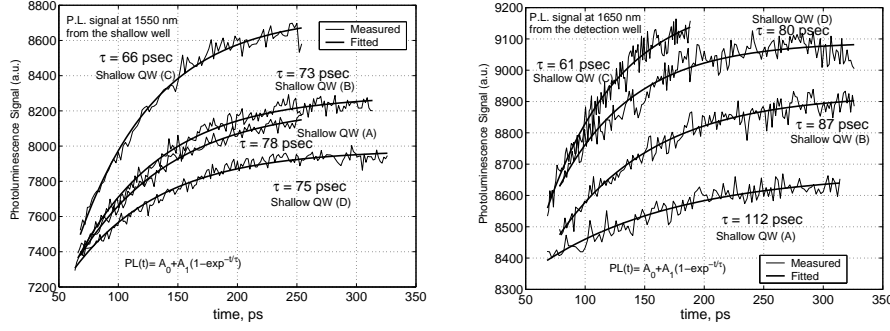 P.L. signal at 1550 nm
from the shallow well
Measured
Fitted
τ = 66 psec
Shallow QW (C)
τ = 73 psec
Shallow QW (B)
Shallow QW (A)
τ = 78 psec
τ = 75 psec
Shallow QW (D)
PL(t)= A₀+A₁(1−exp^−t/τ)
Photoluminescence Signal (a.u.)
8800
8600
8400
8200
8000
7800
7600
7400
7200
50 100 150 200 250 300 350
time, ps
P.L. signal at 1650 nm
from the detection well
Shallow QW (D)
τ = 80 psec
τ = 61 psec
Shallow QW (C)
τ = 87 psec
Shallow QW (B)
τ = 112 psec
Shallow QW (A)
PL(t)= A₀+A₁(1−exp^−t/τ)
Measured
Fitted
Photoluminescence Signal (a.u.)
9200
9100
9000
8900
8800
8700
8600
8500
8400
8300
50 100 150 200 250 300 350
time, ps